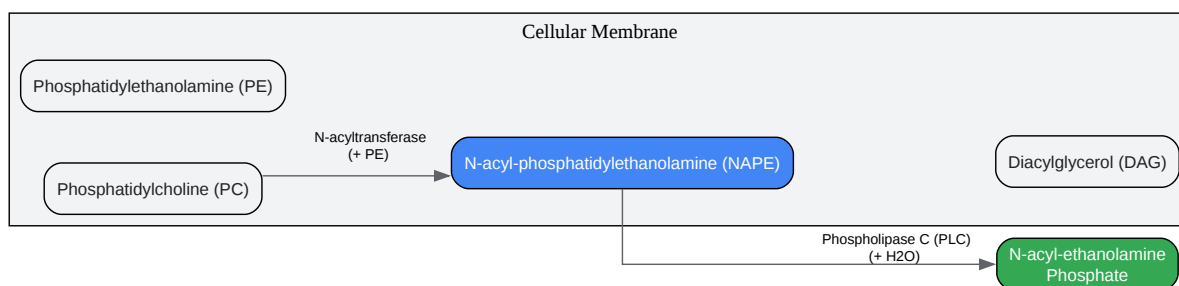 Cellular Membrane
Phosphatidylethanolamine (PE)
N-acyltransferase
(+ PE)
N-acyl-phosphatidylethanolamine (NAPE)
Diacylglycerol (DAG)
Phosphatidylcholine (PC)
Phospholipase C (PLC)
(+ H2O)
N-acyl-ethanolamine
Phosphate